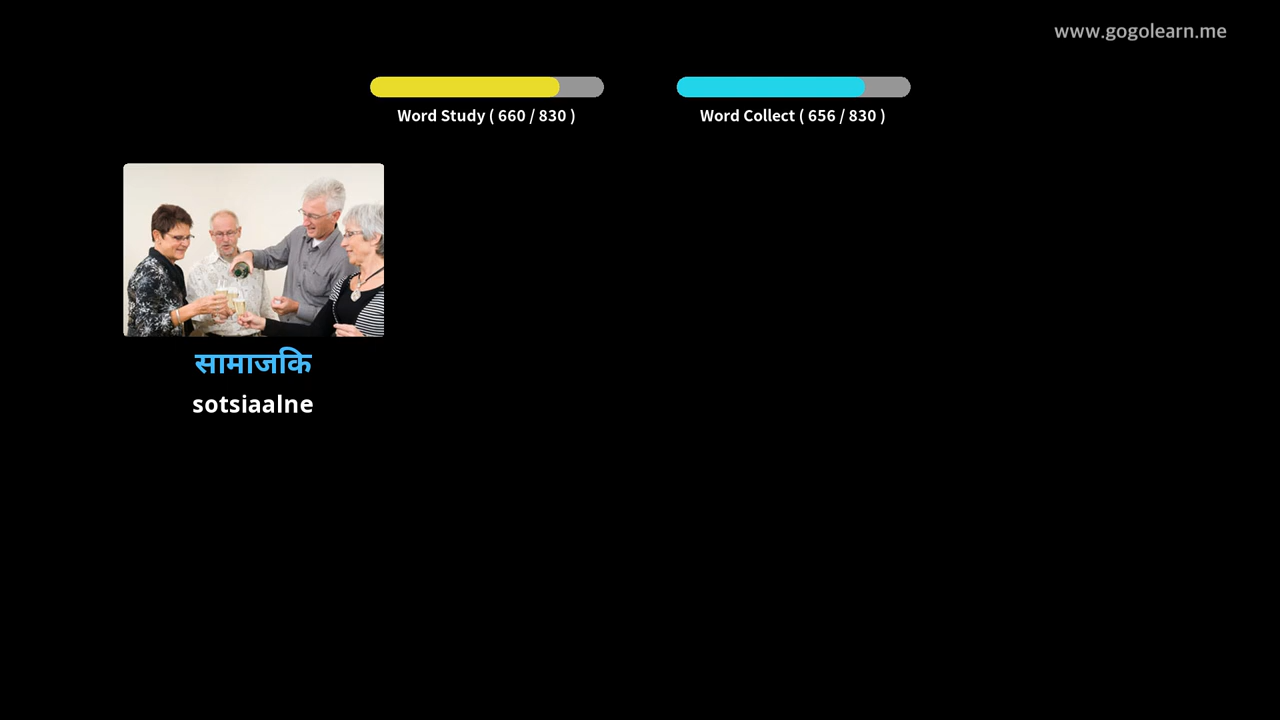 www.gogolearn.me
Word Study ( 660 / 830 )
Word Collect ( 656 / 830 )
सामाजकि
sotsiaalne